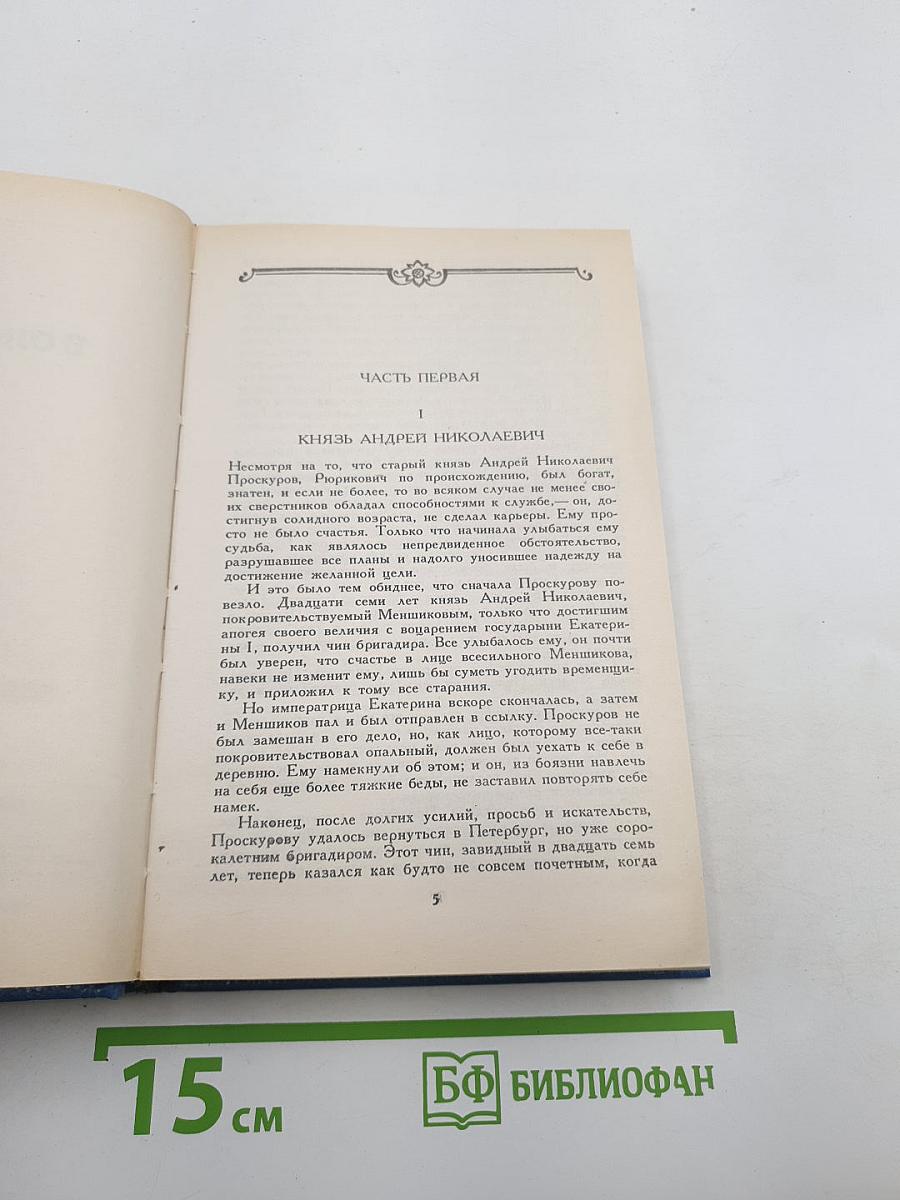 ЧАСТЬ ПЕРВАЯ
I
КНЯЗЬ АНДРЕЙ НИКОЛАЕВИЧ
Несмотря на то, что старый князь Андрей Николаевич
Проскуров, Рюрикович по происхождению, был богат,
знатен, и если не более, то во всяком случае не менее сво-
их сверстников обладал способностями к службе,— он, до-
стигнув солидного возраста, не сделал карьеры. Ему про-
сто не было счастья. Только что начинала улыбаться ему
судьба, как являлось непредвиденное обстоятельство,
разрушавшее все планы и надолго уносившее надежду на
достижение желанной цели.
И это было тем обиднее, что сначала Проскурову по-
везло. Двадцати семи лет князь Андрей Николаевич,
покровительствуемый Меншиковым, только что достигшим
апогея своего величия с воцарением государыни Екатери-
ны I, получил чин бригадира. Все улыбалось ему, он почти
был уверен, что счастье в лице всесильного Меншикова,
навеки не изменит ему, лишь бы суметь угодить временщи-
ку, и приложил к тому все старания.
Но императрица Екатерина вскоре скончалась, а затем
и Меншиков пал и был отправлен в ссылку. Проскуров не
был замешан в его дело, но, как лицо, которому все-таки
покровительствовал опальный, должен был уехать к себе в
деревню. Ему намекнули об этом; и он, из боязни навлечь
на себя еще более тяжкие беды, не заставил повторять себе
намек.
Наконец, после долгих усилий, просьб и искательств,
Проскурову удалось вернуться в Петербург, но уже соро-
калетним бригадиром. Этот чин, завидный в двадцать семь
лет, теперь казался как будто не совсем почетным, когда
5
15 см
БФ БИБЛИОФАН